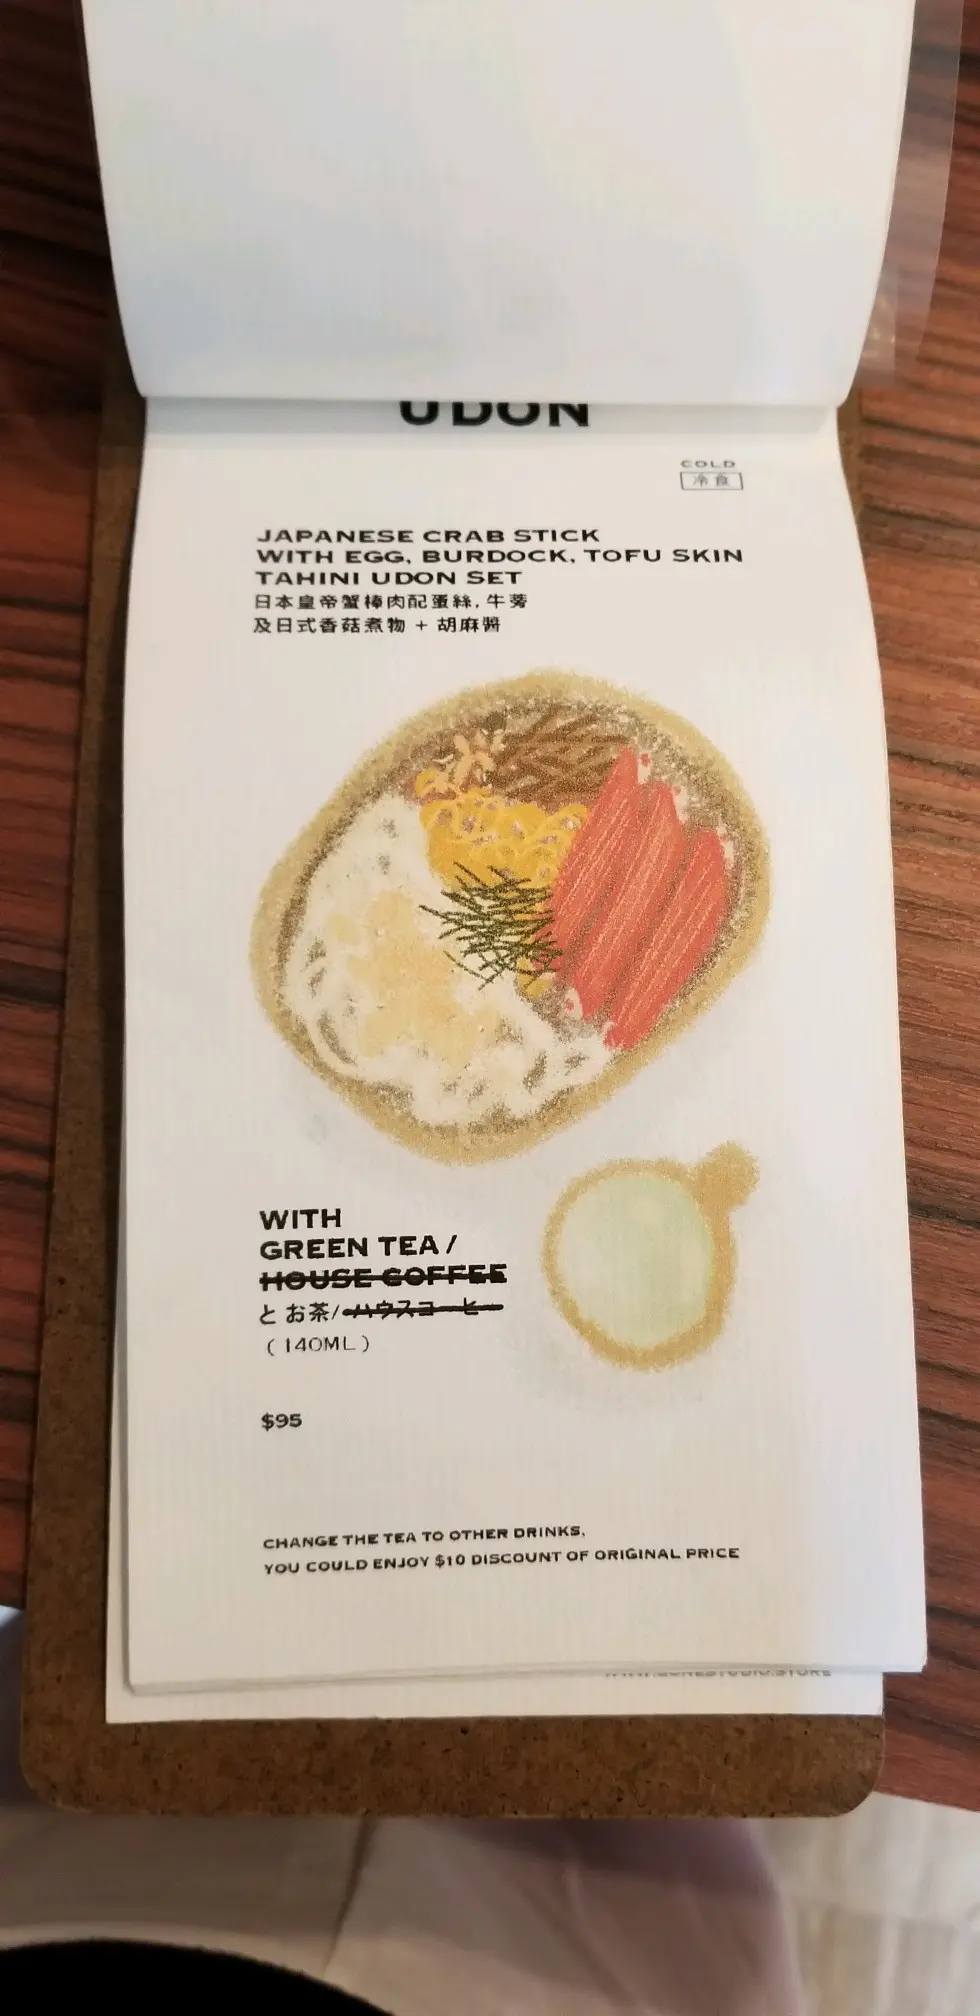 UDON
COLD
冷食
JAPANESE CRAB STICK
WITH EGG, BURDOCK, TOFU SKIN
TAHINI UDON SET
日本皇帝蟹棒肉配蛋絲, 牛蒡
及日式香菇煮物 + 胡麻醬
WITH
GREEN TEA /
HOUSE COFFEE
と お茶/ハウスコーヒー
( 140ML )
$95
CHANGE THE TEA TO OTHER DRINKS,
YOU COULD ENJOY $10 DISCOUNT OF ORIGINAL PRICE